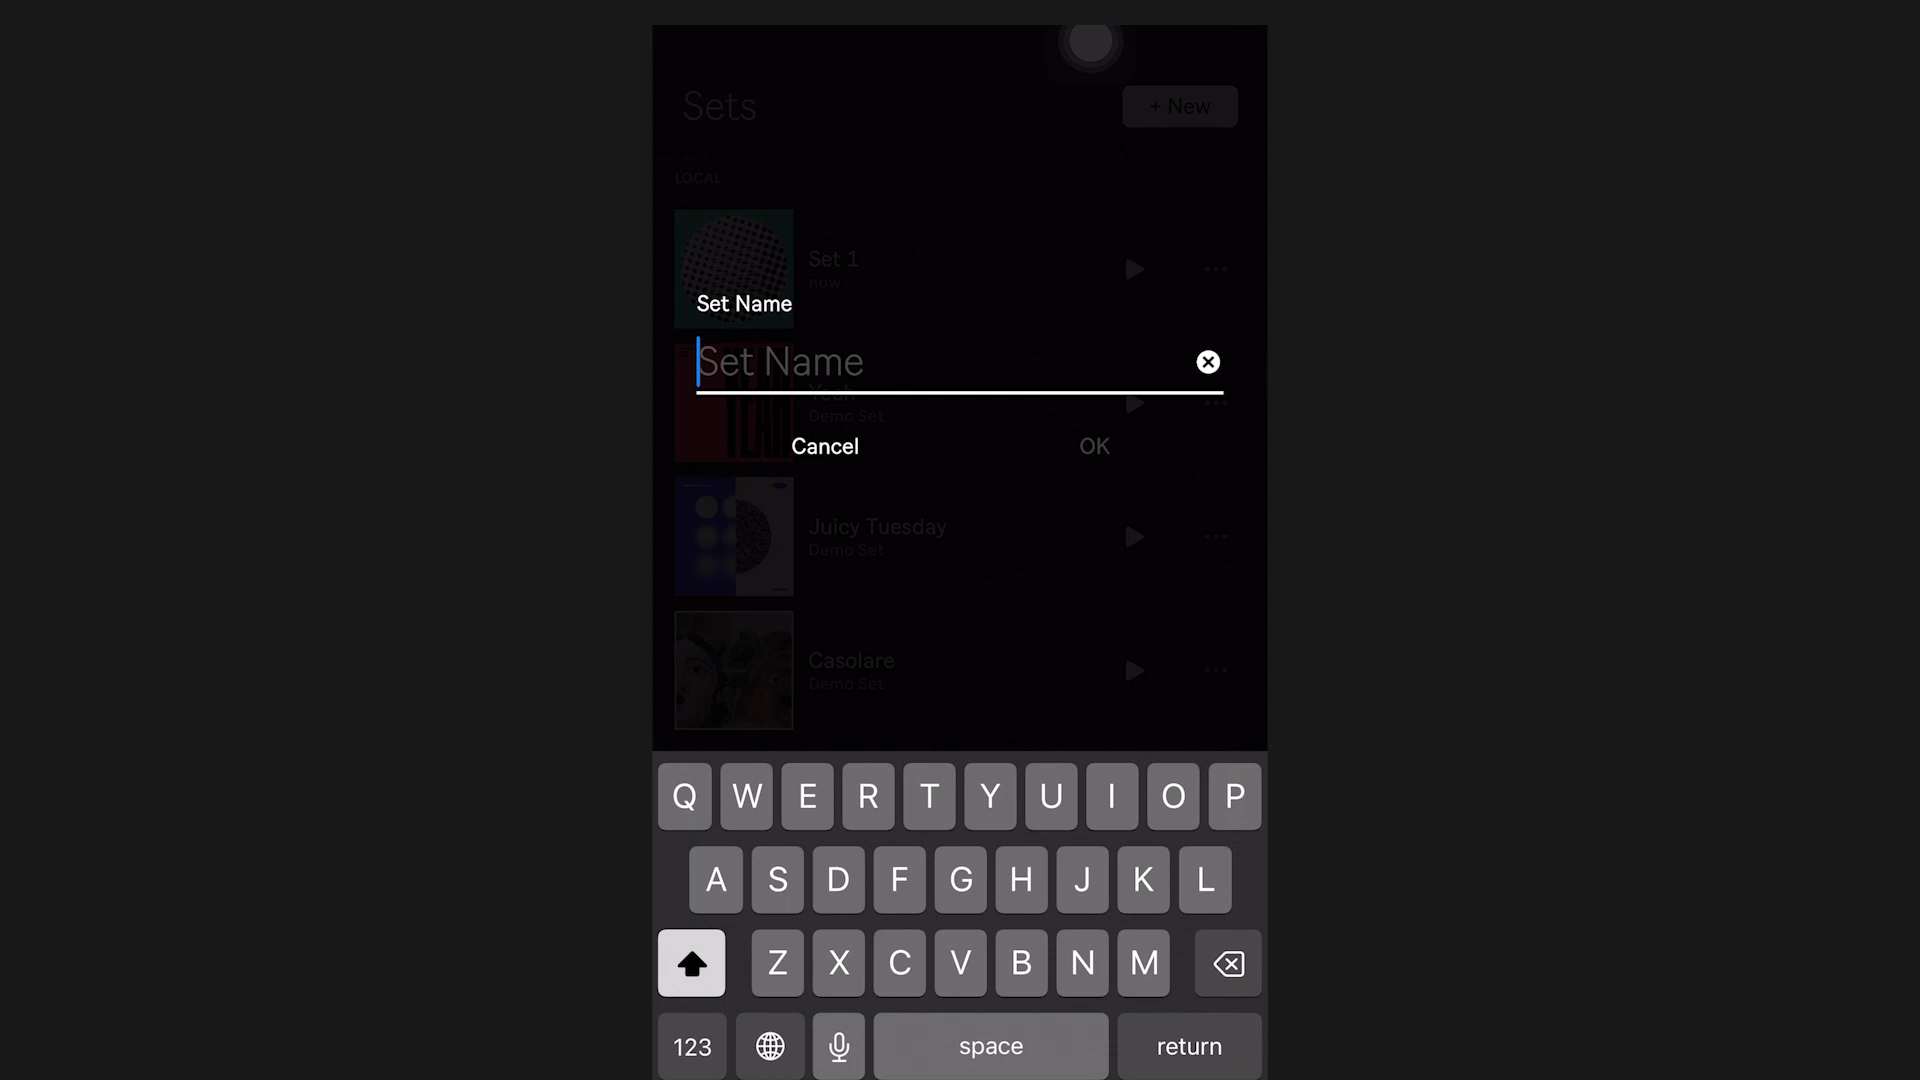 Sets
+ New
LOCAL
Set 1
now
Set Name
Set Name
Yeah
Demo Set
Cancel
OK
Juicy Tuesday
Demo Set
Casolare
Demo Set
Q W E R T Y U I O P
A S D F G H J K L
Z X C V B N M
123
space
return